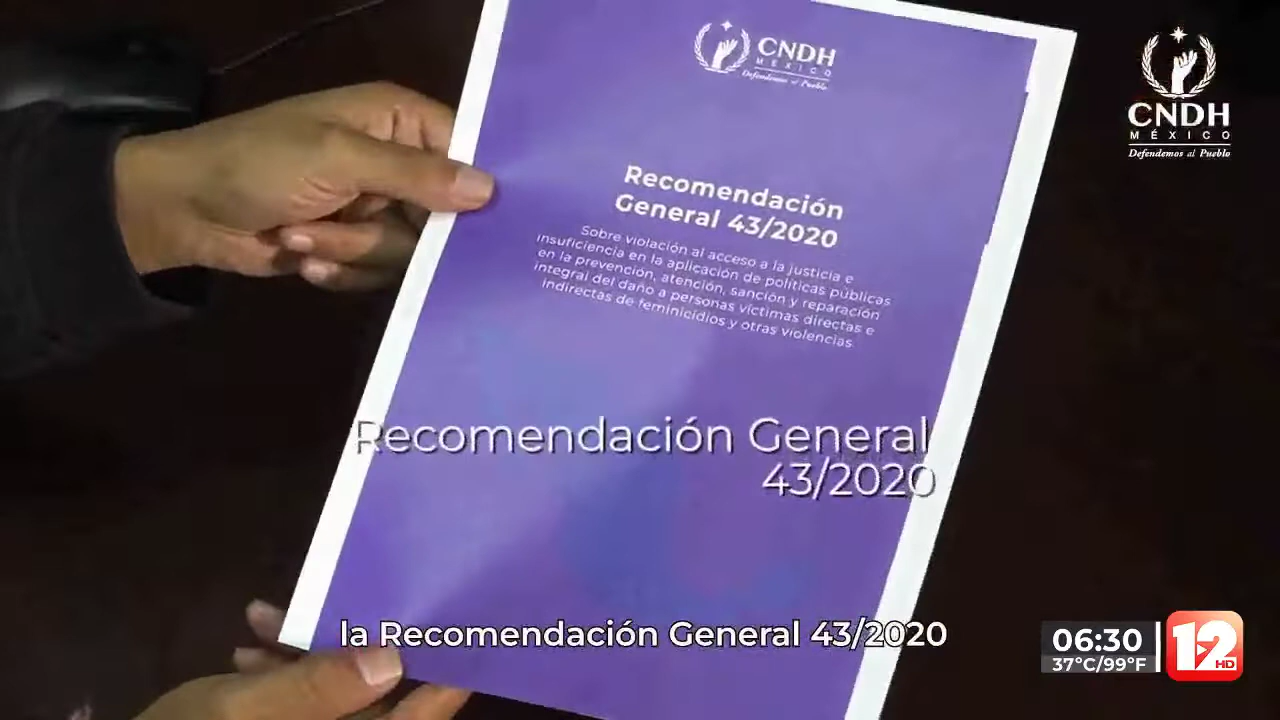 CNDH
MÉXICO
Defendemos al Pueblo
CNDH
MÉXICO
Defendemos al Pueblo
Recomendación
General 43/2020
Sobre violación al acceso a la justicia e
insuficiencia en la aplicación de políticas públicas
en la prevención, atención, sanción y reparación
integral del daño a personas víctimas directas e
indirectas de feminicidios y otras violencias
Recomendación General
43/2020
la Recomendación General 43/2020
06:30
37°C/99°F
12
HD